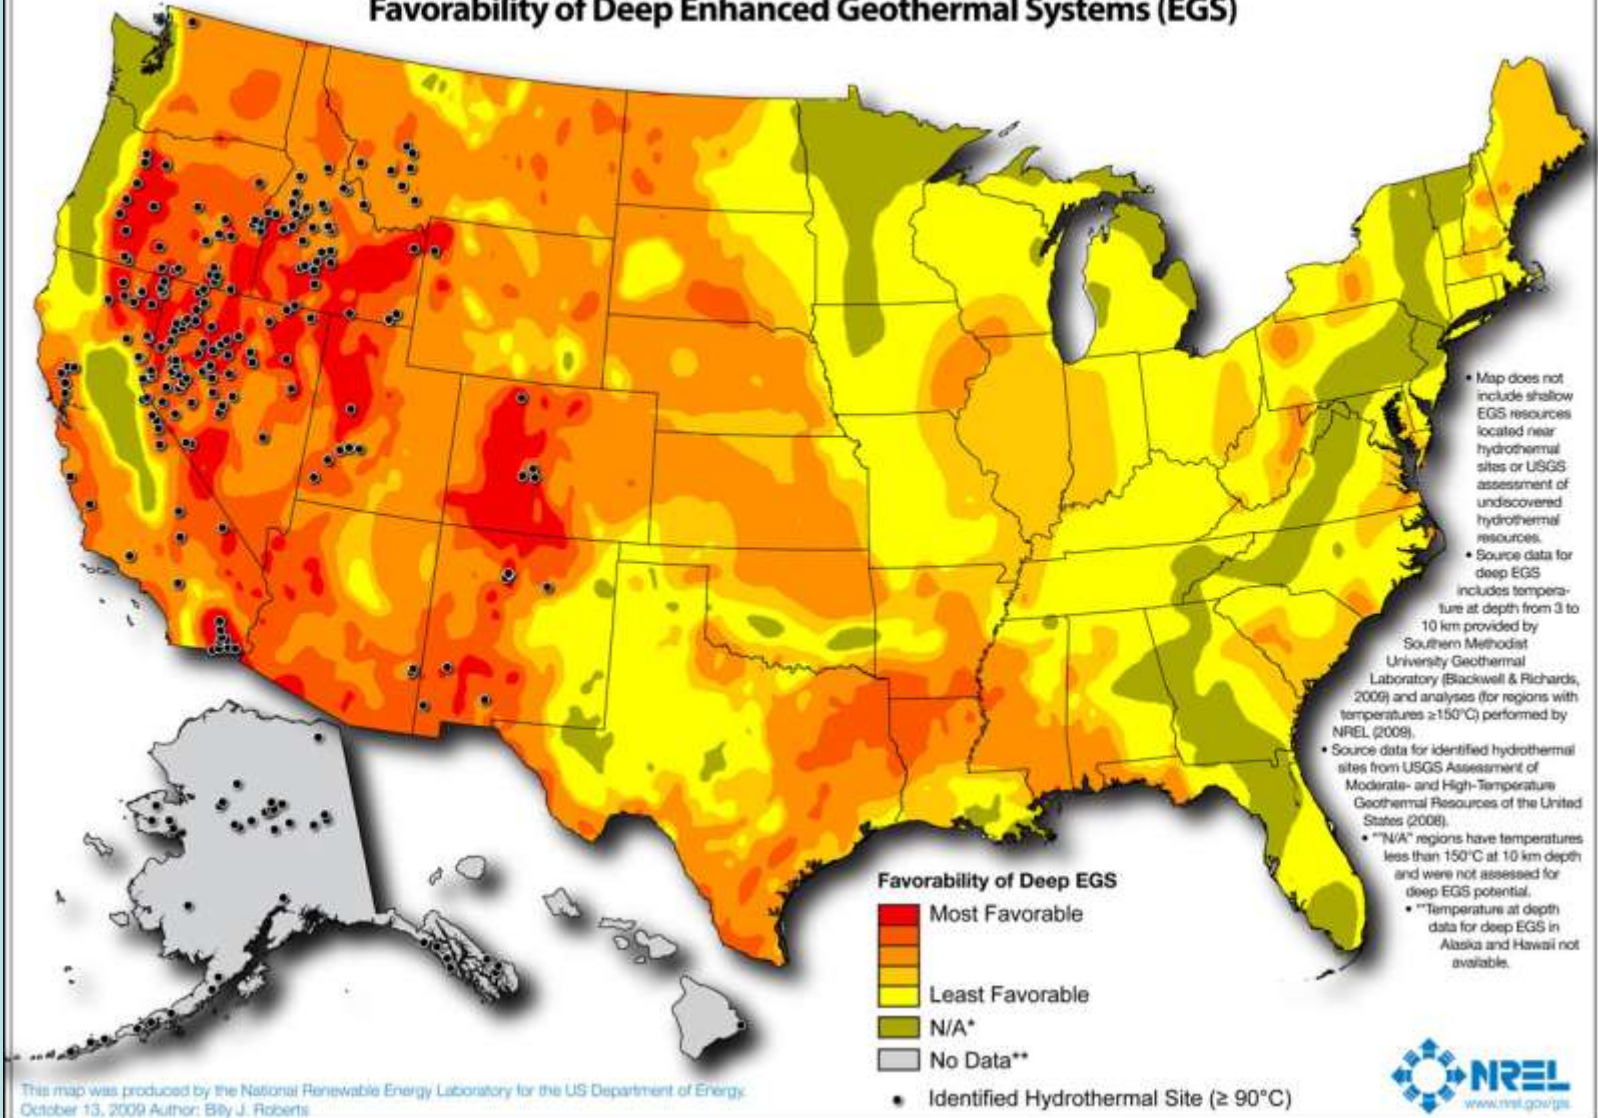 Favorability of Deep Enhanced Geothermal Systems (EGS)
• Map does not
include shallow
EGS resources
located near
hydrothermal
sites or USGS
assessment of
undiscovered
hydrothermal
resources.
• Source data for
deep EGS
includes tempera-
ture at depth from 3 to
10 km provided by
Southern Methodist
University Geothermal
Laboratory (Blackwell & Richards,
2009) and analyses (for regions with
temperatures ≥150°C) performed by
NREL (2009).
• Source data for identified hydrothermal
sites from USGS Assessment of
Moderate- and High-Temperature
Geothermal Resources of the United
States (2008).
• *"N/A" regions have temperatures
less than 150°C at 10 km depth
and were not assessed for
deep EGS potential.
• **Temperature at depth
data for deep EGS in
Alaska and Hawaii not
available.
Favorability of Deep EGS
Most Favorable
Least Favorable
N/A*
No Data**
Identified Hydrothermal Site (≥ 90°C)
This map was produced by the National Renewable Energy Laboratory for the US Department of Energy.
October 13, 2009 Author: Billy J. Roberts
NREL
www.nrel.gov/gis